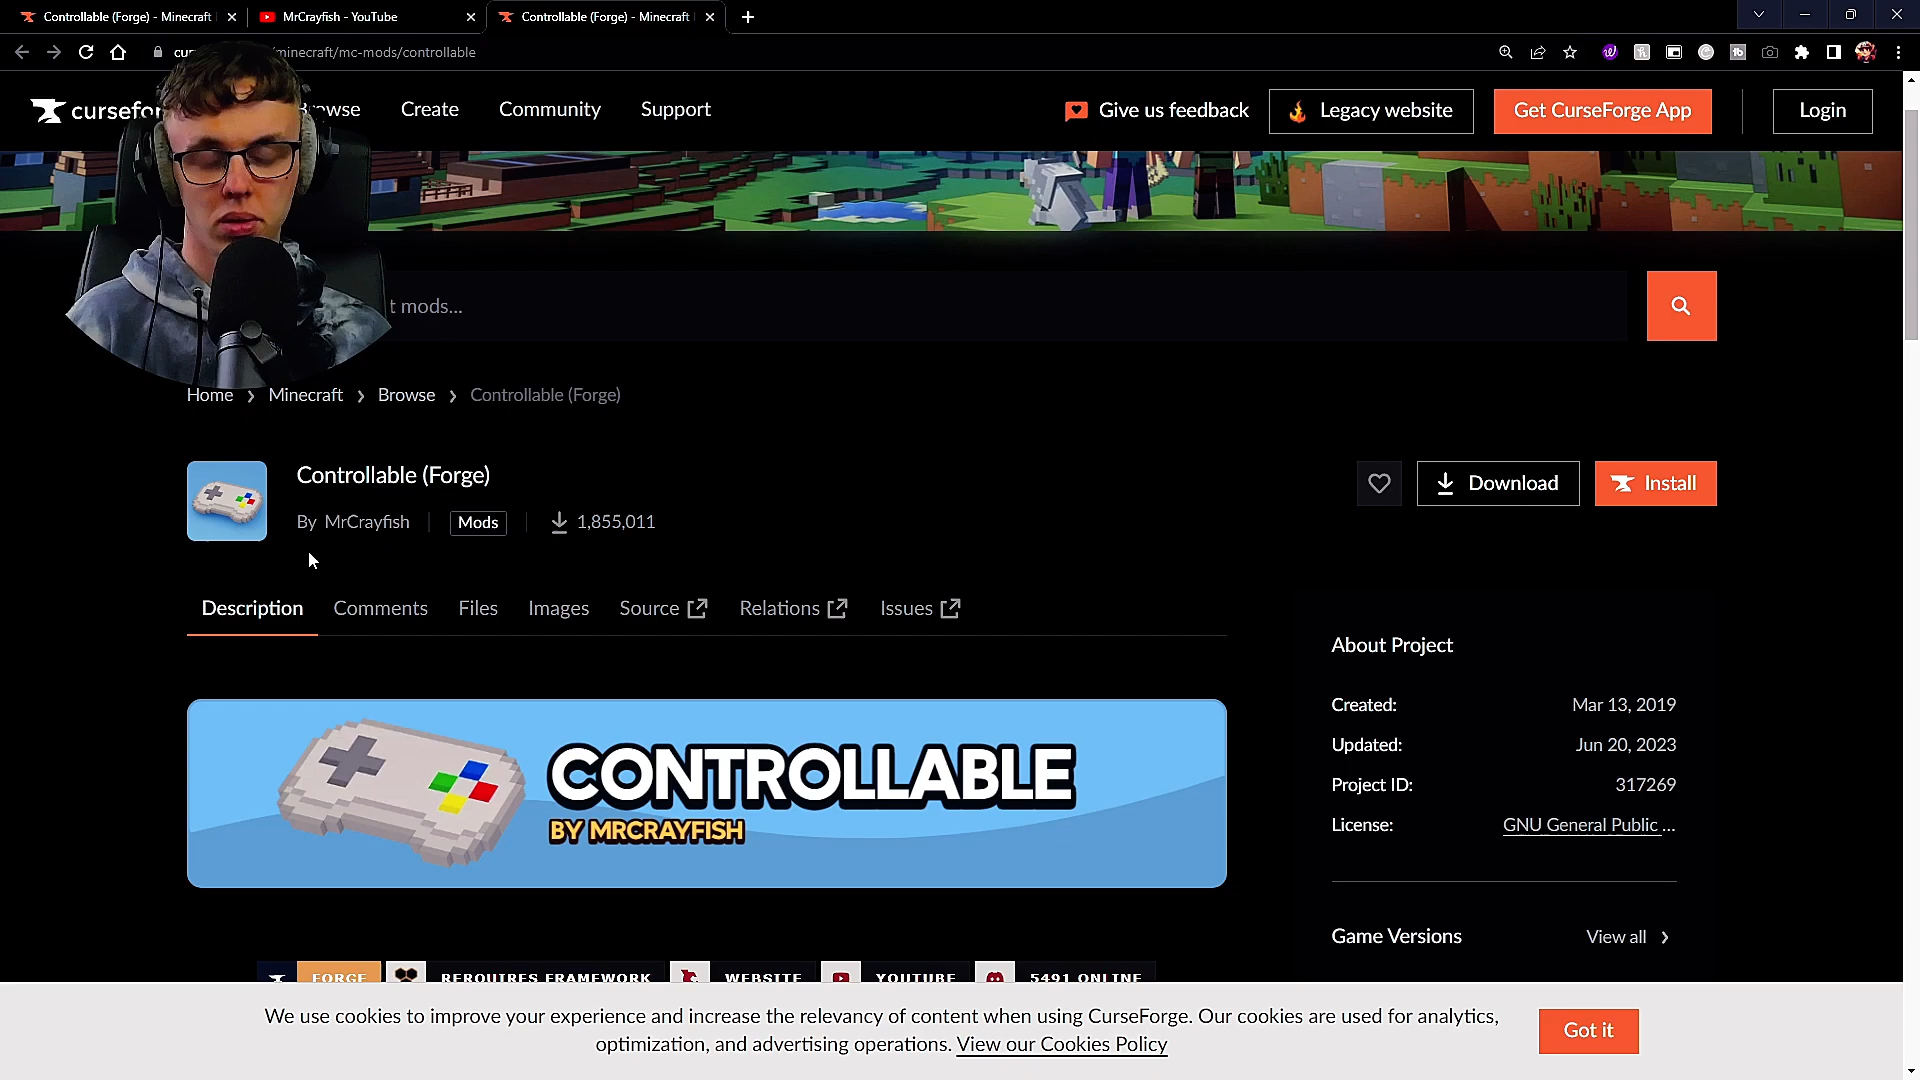 Controllable (Forge) - Minecraft
MrCrayfish - YouTube
Controllable (Forge) - Minecraft
/minecraft/mc-mods/controllable
Browse
Create
Community
Support
Give us feedback
Legacy website
Get CurseForge App
Login
t mods...
Home
Minecraft
Browse
Controllable (Forge)
Controllable (Forge)
By MrCrayfish
Mods
1,855,011
Download
Install
Description
Comments
Files
Images
Source
Relations
Issues
CONTROLLABLE
BY MRCRAYFISH
About Project
Created: Mar 13, 2019
Updated: Jun 20, 2023
Project ID: 317269
License: GNU General Public ...
Game Versions
View all
FORGE
REQUIRES FRAMEWORK
WEBSITE
YOUTUBE
5491 ONLINE
We use cookies to improve your experience and increase the relevancy of content when using CurseForge. Our cookies are used for analytics,
optimization, and advertising operations. View our Cookies Policy
Got it